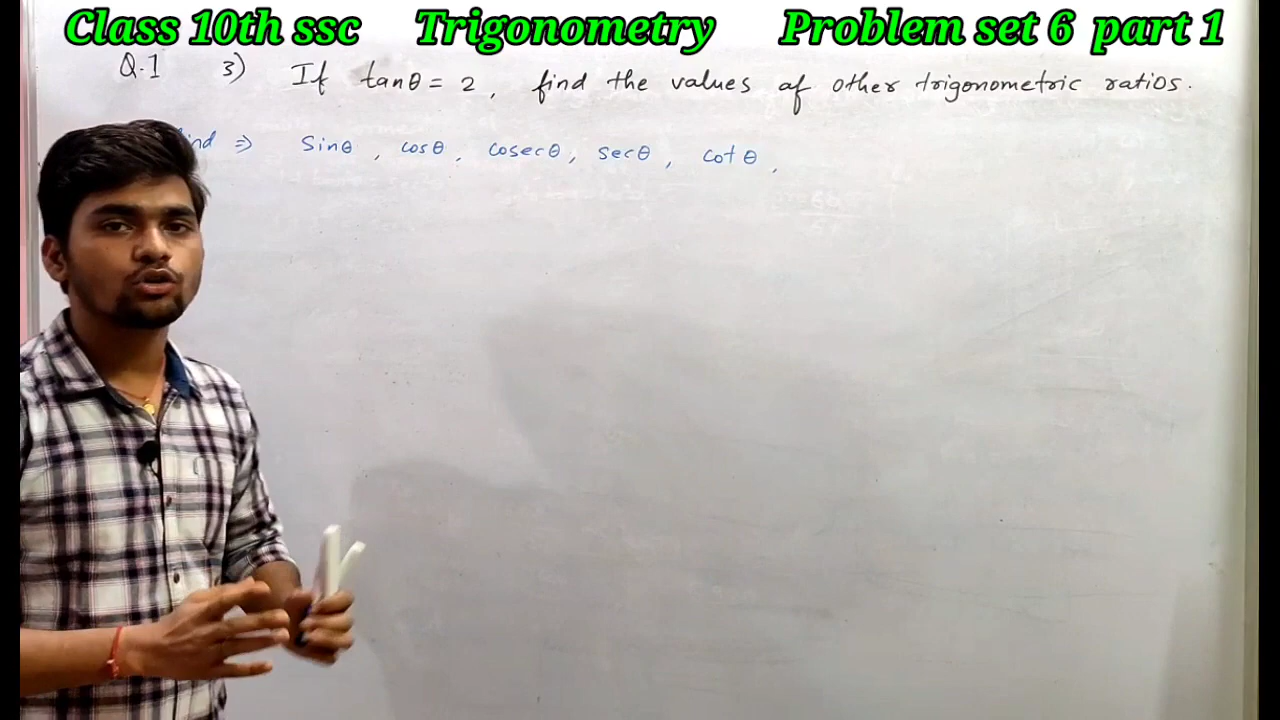 Class 10th ssc Trigonometry Problem set 6 part 1
Q.1 3) If tanθ = 2, find the values of other trigonometric ratios.
⇒ sinθ, cosθ, cosecθ, secθ, cotθ,